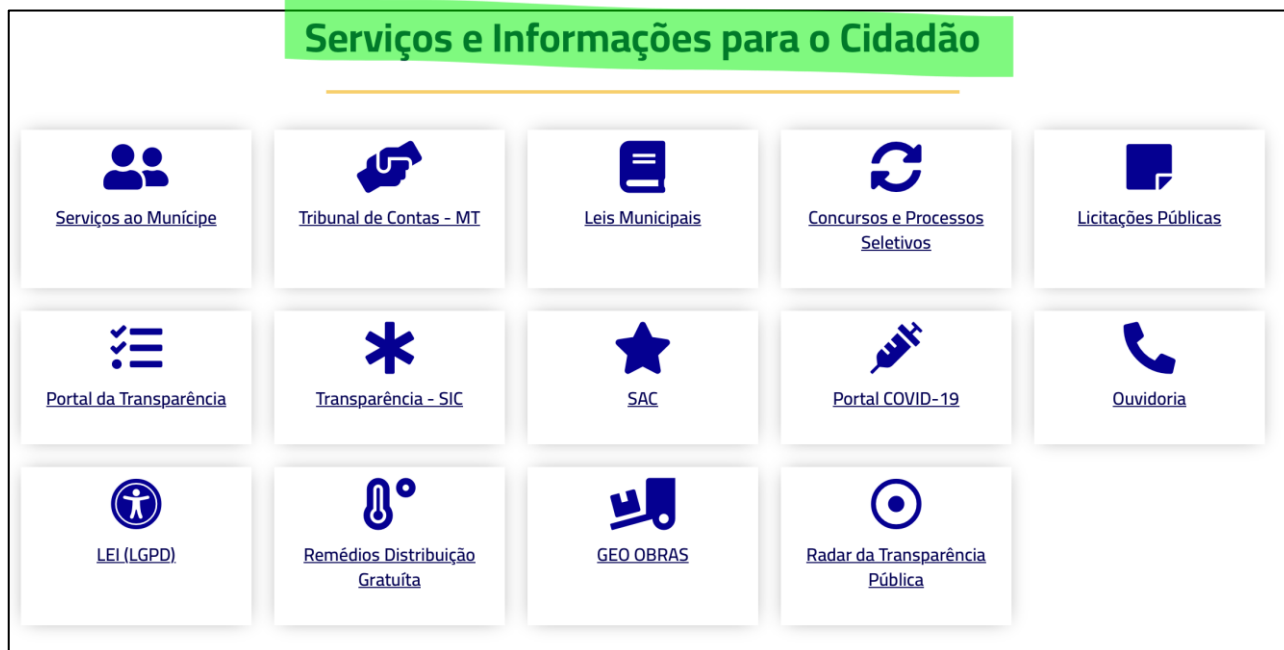 Serviços e Informações para o Cidadão
Serviços ao Munícipe
Tribunal de Contas - MT
Leis Municipais
Concursos e Processos
Seletivos
Licitações Públicas
Portal da Transparência
Transparência - SIC
SAC
Portal COVID-19
Ouvidoria
LEI (LGPD)
Remédios Distribuição
Gratuíta
GEO OBRAS
Radar da Transparência
Pública